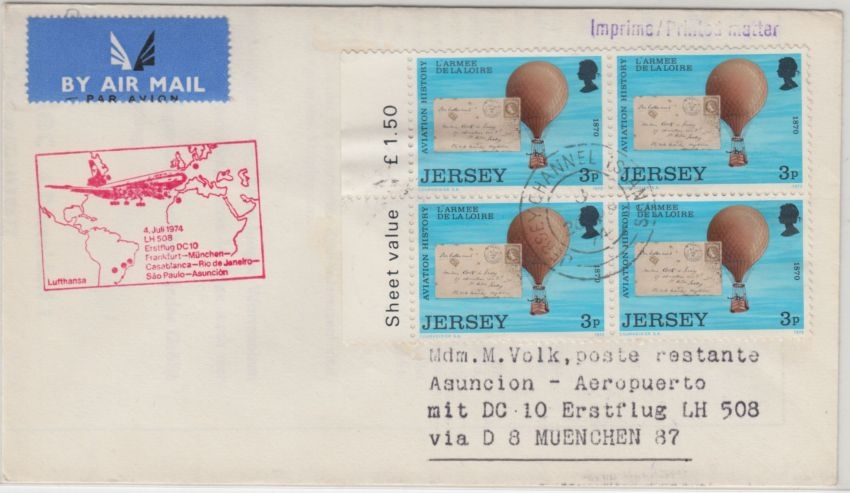 Imprime/Printed matter
BY AIR MAIL
PAR AVION
Sheet value £1.50
AVIATION HISTORY
L'ARMEE
DE LA LOIRE
1870
JERSEY 3p
AVIATION HISTORY
L'ARMEE
DE LA LOIRE
1870
JERSEY 3p
AVIATION HISTORY
L'ARMEE
DE LA LOIRE
1870
JERSEY 3p
AVIATION HISTORY
L'ARMEE
DE LA LOIRE
1870
JERSEY 3p
JERSEY CHANNEL ISLANDS
4. Juli 1974
LH 508
Erstflug DC 10
Frankfurt–München–
Casablanca–Rio de Janeiro–
São Paulo–Asunción
Lufthansa
Mdm.M.Volk,poste restante
Asuncion - Aeropuerto
mit DC 10 Erstflug LH 508
via D 8 MUENCHEN 87